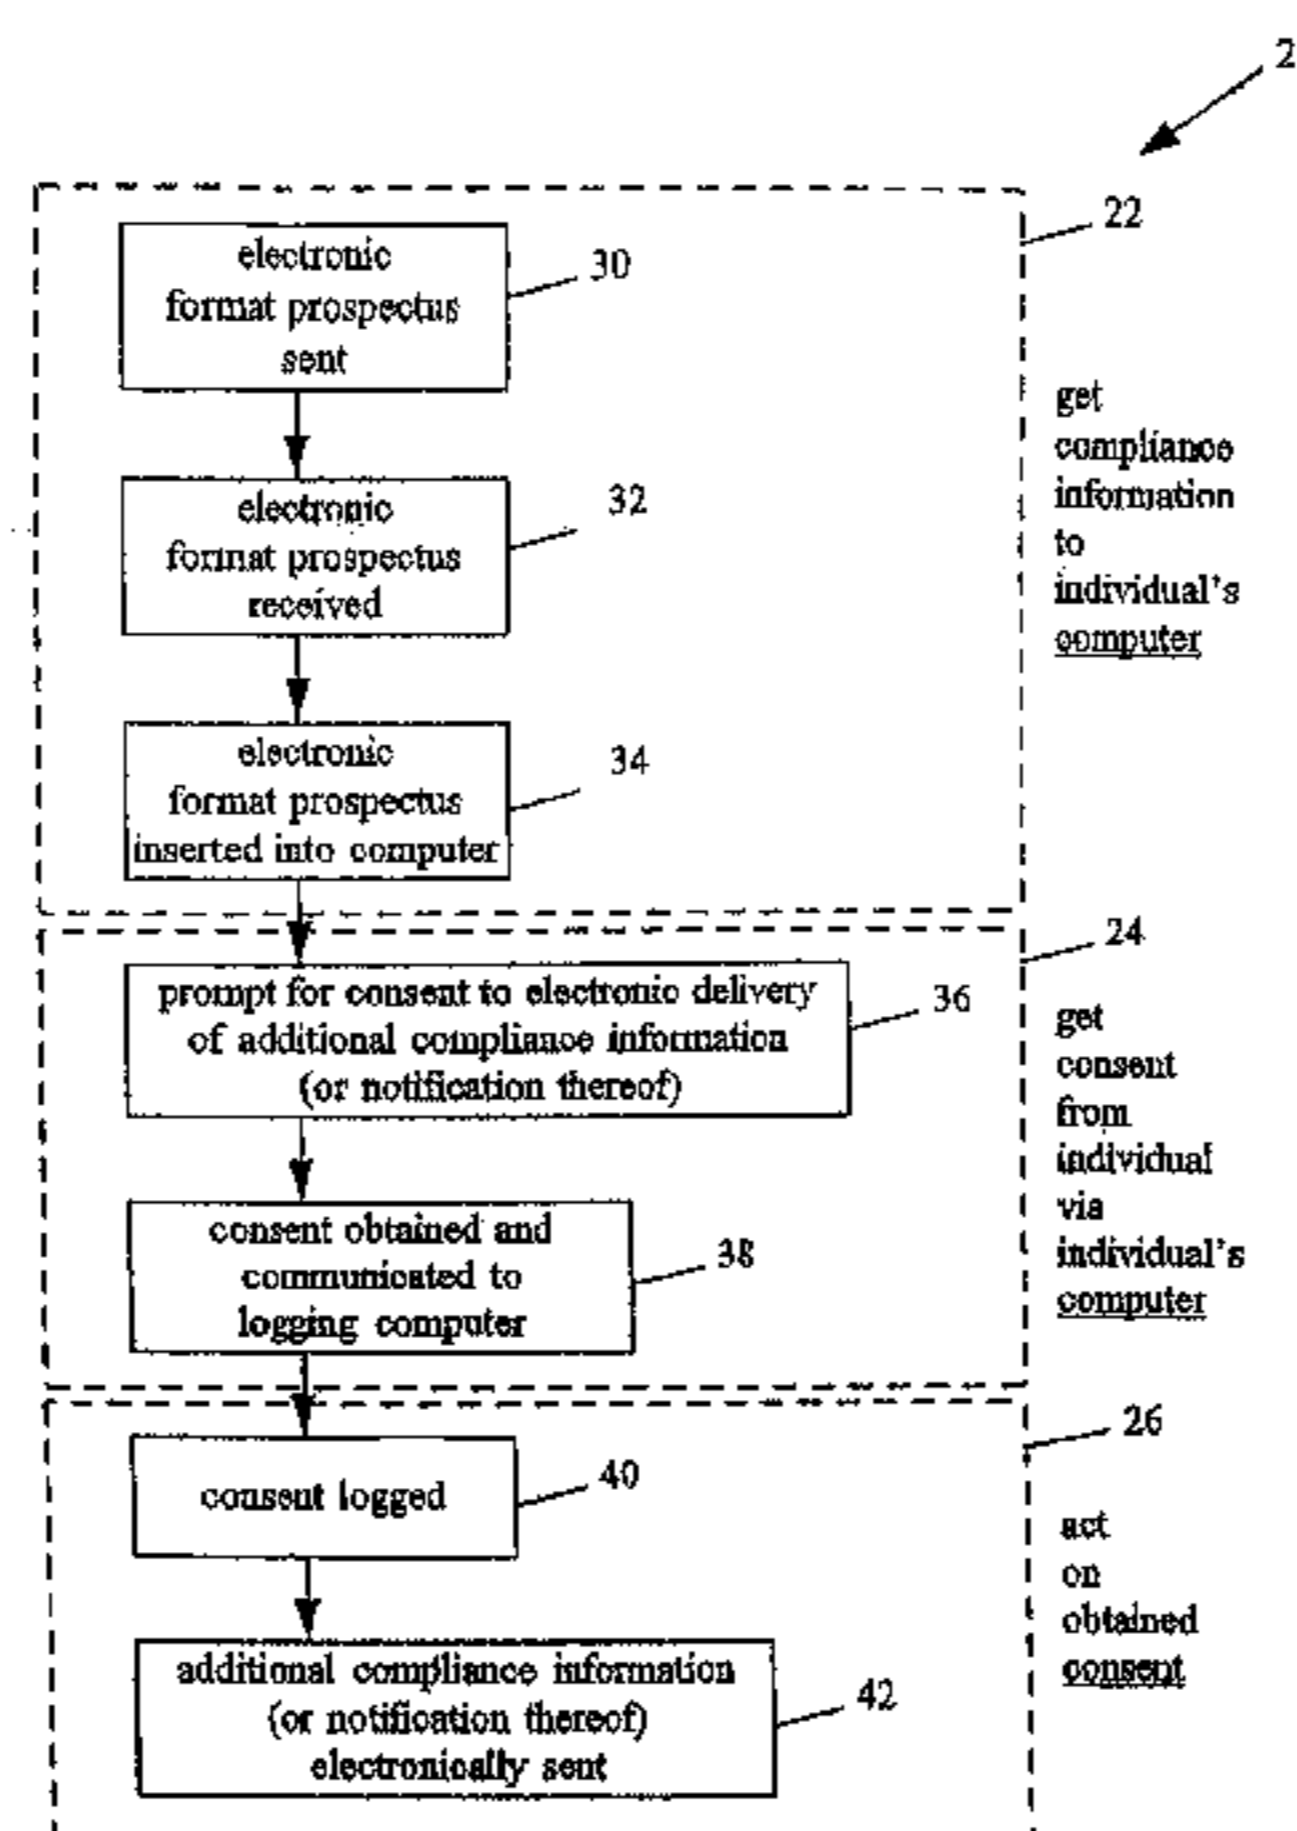 2
22
electronic
format prospectus
sent
30
get
compliance
information
to
individual's
computer
electronic
format prospectus
received
32
electronic
format prospectus
inserted into computer
34
24
prompt for consent to electronic delivery
of additional compliance information
(or notification thereof)
36
get
consent
from
individual
via
individual's
computer
consent obtained and
communicated to
logging computer
38
26
consent logged
40
act
on
obtained
consent
additional compliance information
(or notification thereof)
electronically sent
42